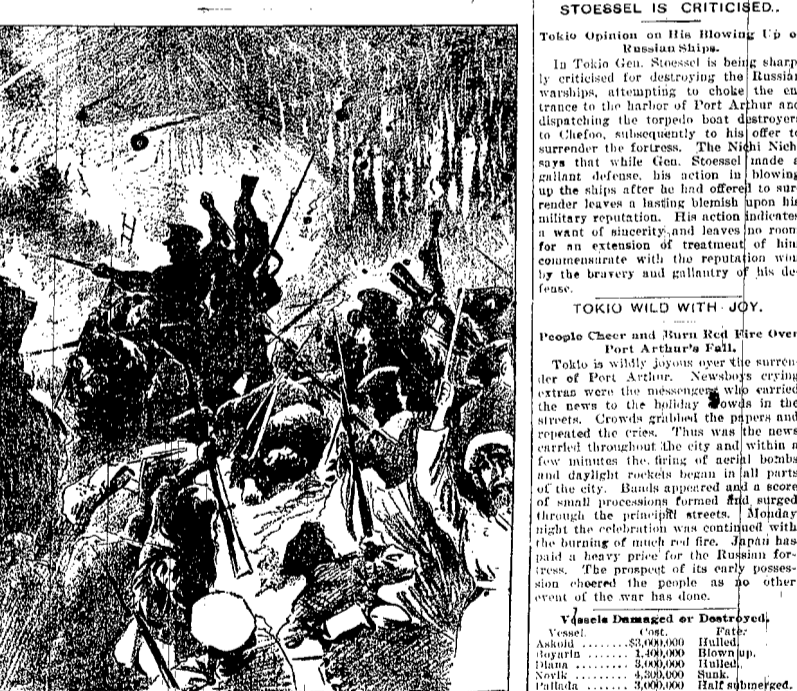 STOESSEL IS CRITICISED.
Tokio Opinion on His Blowing Up o
Russian Ships.
In Tokio Gen. Stoessel is being sharp
ly criticised for destroying the Russian
warships, attempting to choke the en
trance to the harbor of Port Arthur and
dispatching the torpedo boat destroyers
to Chefoo, subsequently to his offer to
surrender the fortress. The Nichi Nich
says that while Gen. Stoessel made a
gallant defense, his action in blowing
up the ships after he had offered to sur
render leaves a lasting blemish upon his
military reputation. His action indicates
a want of sincerity and leaves no room
for an extension of treatment of him
commensurate with the reputation won
by the bravery and gallantry of his de
fense.
TOKIO WILD WITH JOY.
People Cheer and Burn Red Fire Over
Port Arthur's Fall.
Tokio is wildly joyous over the surren-
der of Port Arthur. Newsboys crying
extras were the messengers who carried
the news to the holiday crowds in the
streets. Crowds grabbed the papers and
repeated the cries. Thus was the news
carried throughout the city and within a
few minutes the firing of aerial bombs
and daylight rockets began in all parts
of the city. Bands appeared and a score
of small processions formed and surged
through the principal streets. Monday
night the celebration was continued with
the burning of much red fire. Japan has
paid a heavy price for the Russian for-
tress. The prospect of its early posses-
sion cheered the people as no other
event of the war has done.
Vessels Damaged or Destroyed.
Vessel. Cost. Fate.
Askold ........$3,000,000 Hulled.
Boyarin ....... 1,400,000 Blown up.
Diana ......... 3,000,000 Hulled.
Novik ......... 4,300,000 Sunk.
Pallada ....... 3,000,000 Half submerged.